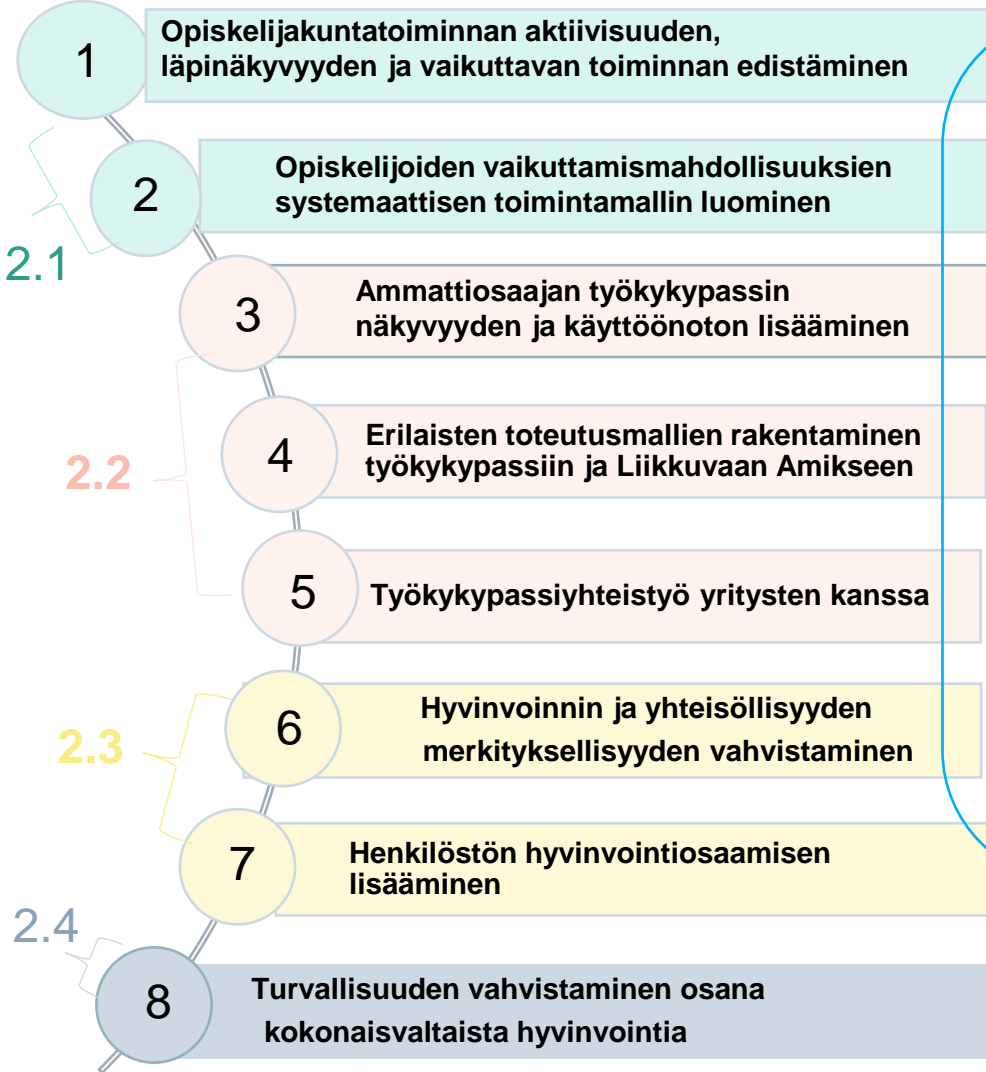 1
Opiskelijakuntatoiminnan aktiivisuuden,
läpinäkyvyyden ja vaikuttavan toiminnan edistäminen
2
Opiskelijoiden vaikuttamismahdollisuuksien
systemaattisen toimintamallin luominen
2.1
3
Ammattiosaajan työkykypassin
näkyvyyden ja käyttöönoton lisääminen
4
Erilaisten toteutusmallien rakentaminen
työkykypassiin ja Liikkuvaan Amikseen
2.2
5
Työkykypassiyhteistyö yritysten kanssa
6
Hyvinvoinnin ja yhteisöllisyyden
merkityksellisyyden vahvistaminen
2.3
7
Henkilöstön hyvinvointiosaamisen
lisääminen
2.4
8
Turvallisuuden vahvistaminen osana
kokonaisvaltaista hyvinvointia